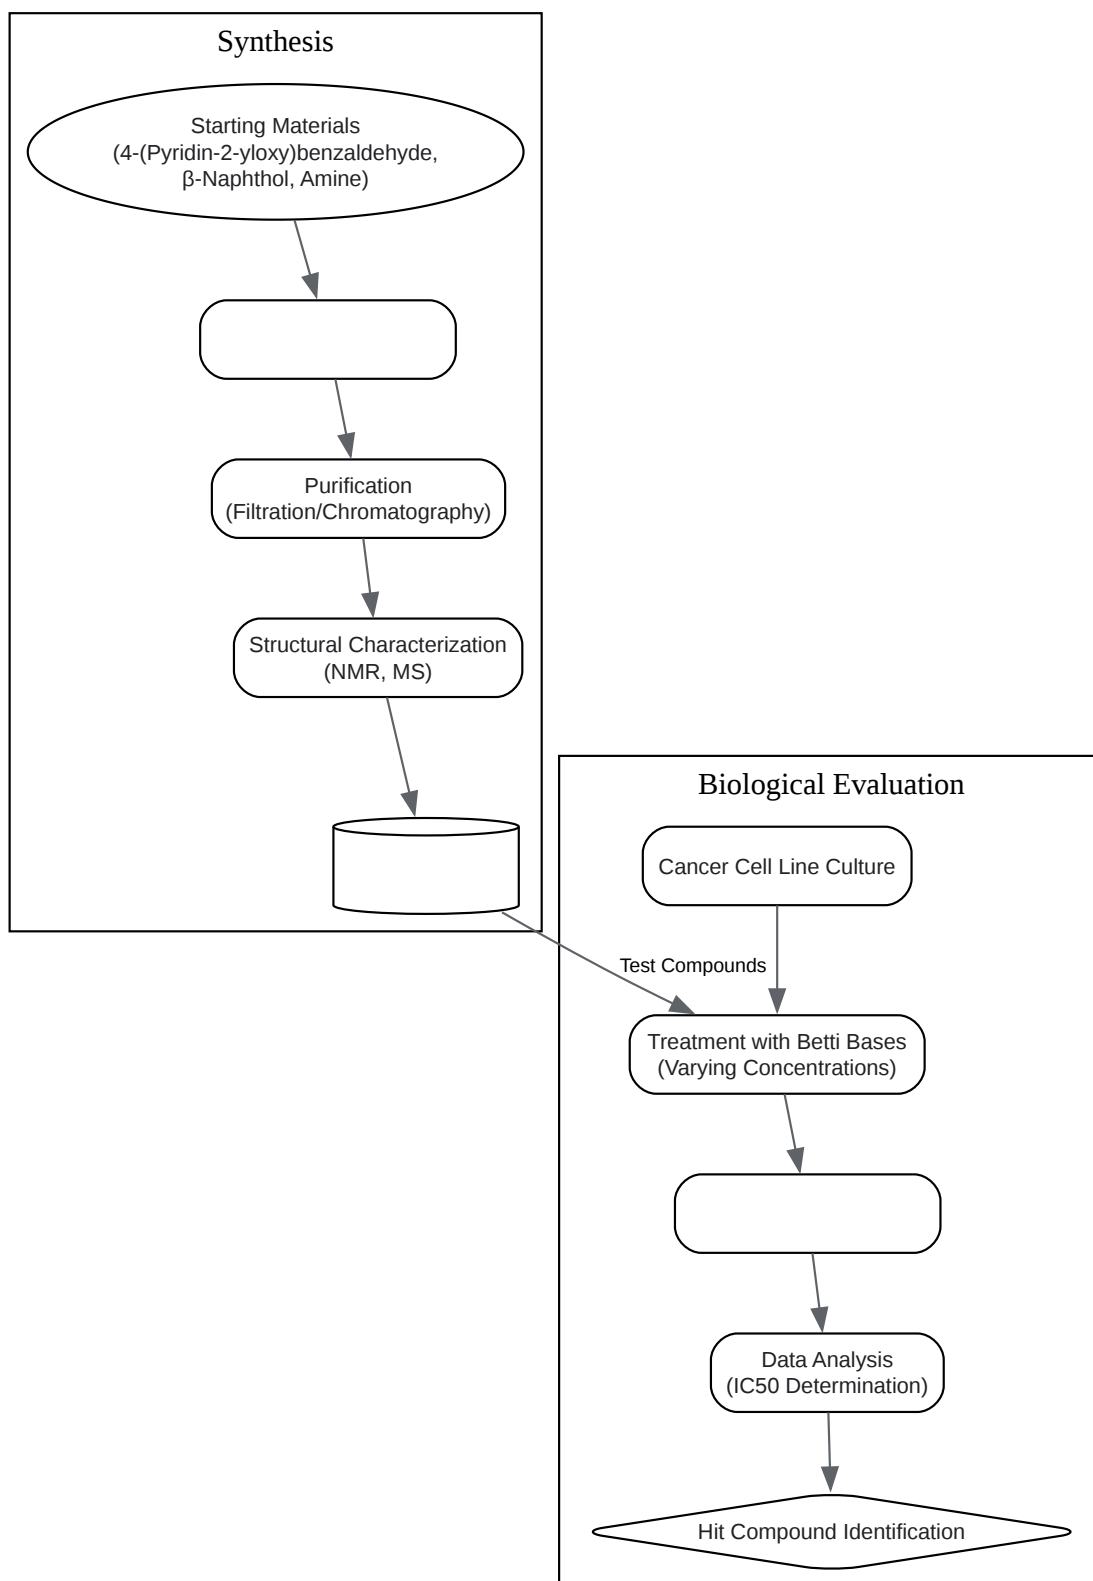 Synthesis
Starting Materials
(4-(Pyridin-2-yloxy)benzaldehyde,
β-Naphthol, Amine)
Purification
(Filtration/Chromatography)
Structural Characterization
(NMR, MS)
Biological Evaluation
Cancer Cell Line Culture
Test Compounds
Treatment with Betti Bases
(Varying Concentrations)
Data Analysis
(IC50 Determination)
Hit Compound Identification